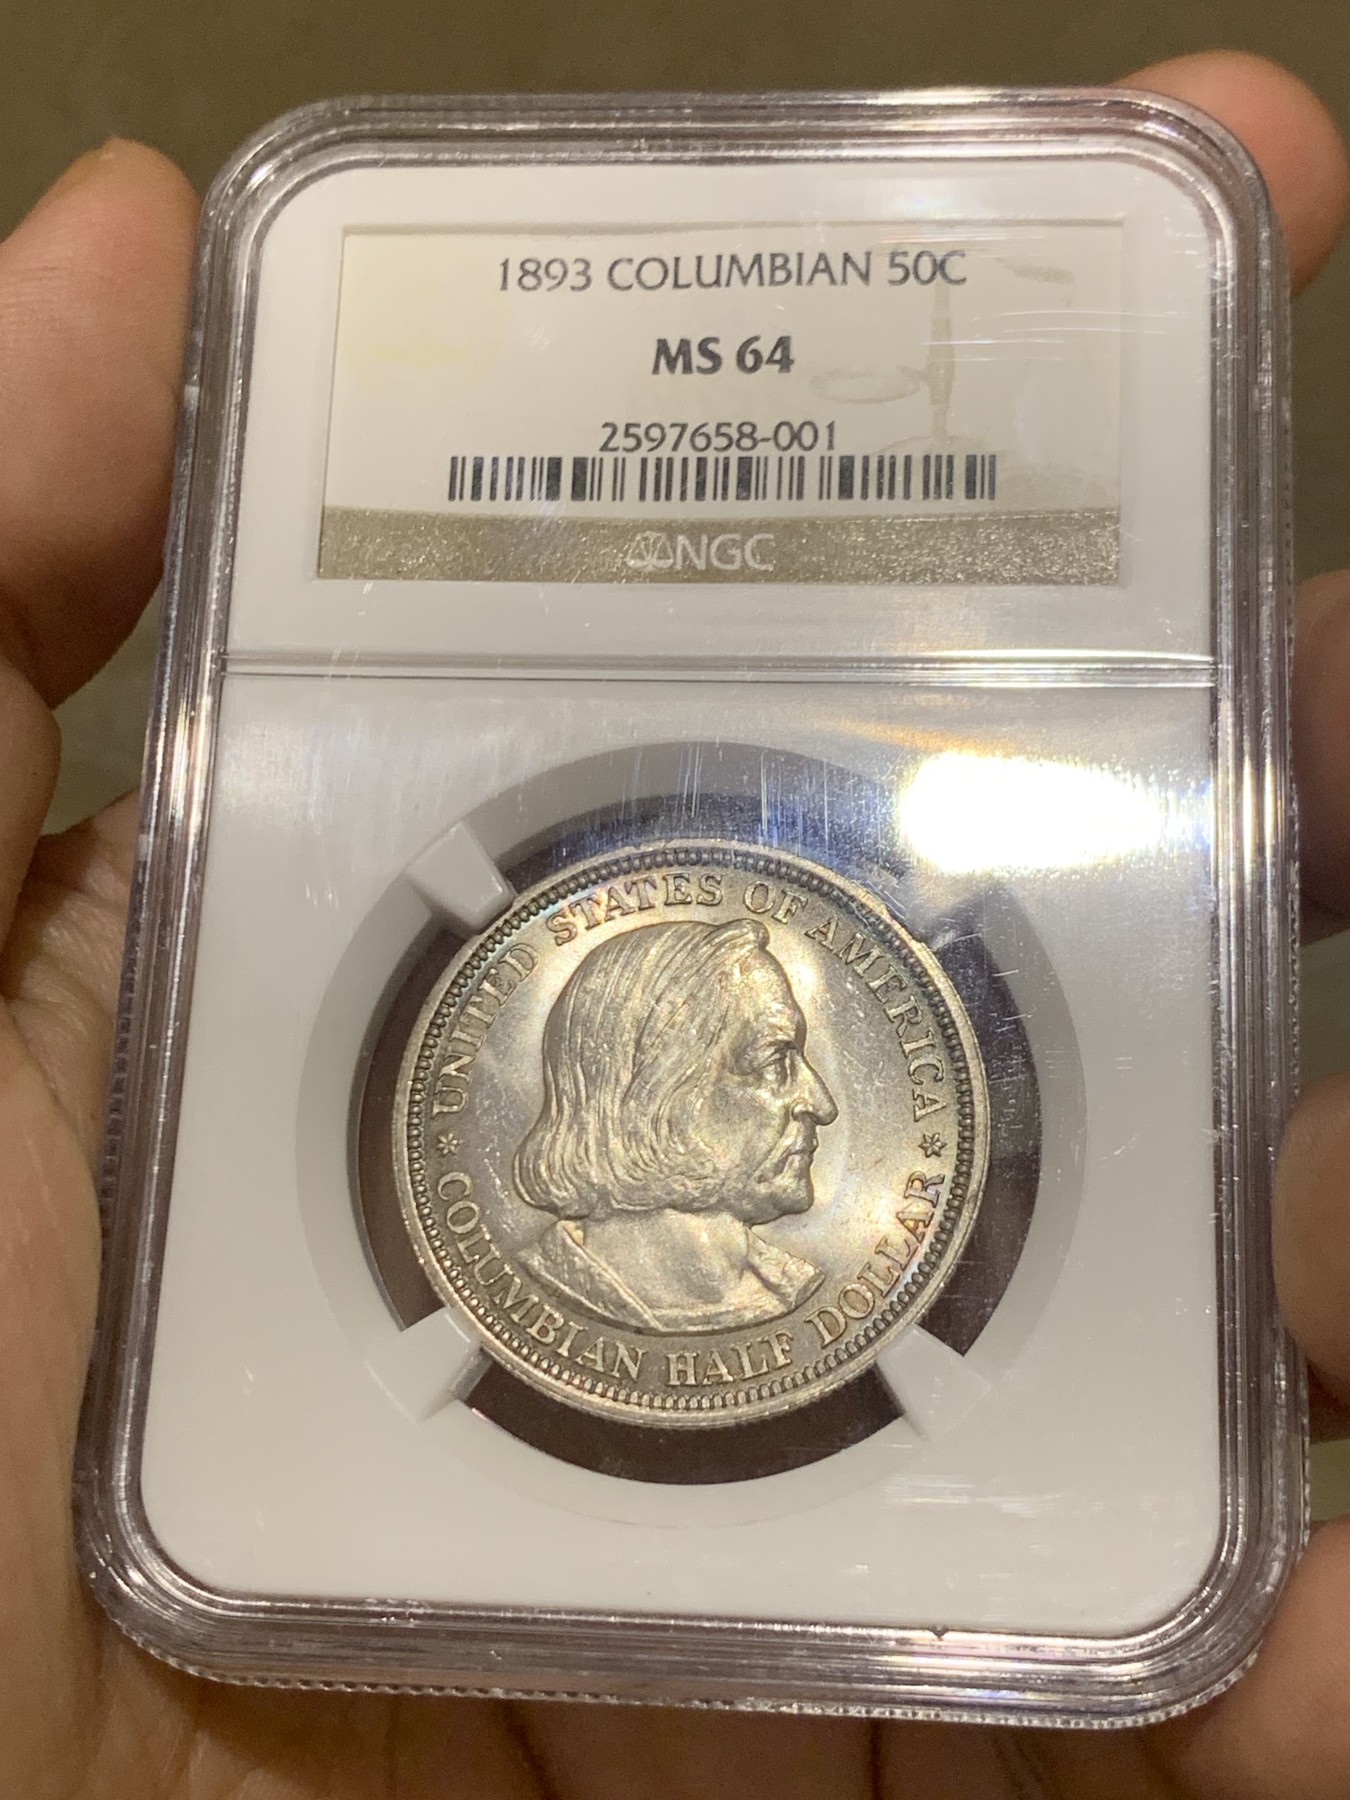 1893 COLUMBIAN 50C
MS 64
2597658-001
NGC
UNITED STATES OF AMERICA
* COLUMBIAN HALF DOLLAR *